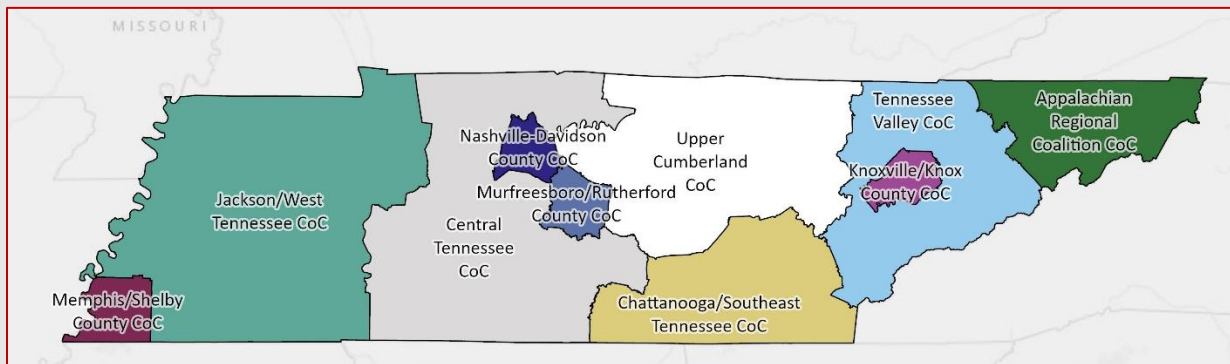 MISSOURI
Jackson/West
Tennessee CoC
Memphis/Shelby
County CoC
Nashville-Davidson
County CoC
Murfreesboro/Rutherford
County CoC
Central
Tennessee
CoC
Upper
Cumberland
CoC
Chattanooga/Southeast
Tennessee CoC
Tennessee
Valley CoC
Knoxville/Knox
County CoC
Appalachian
Regional
Coalition CoC